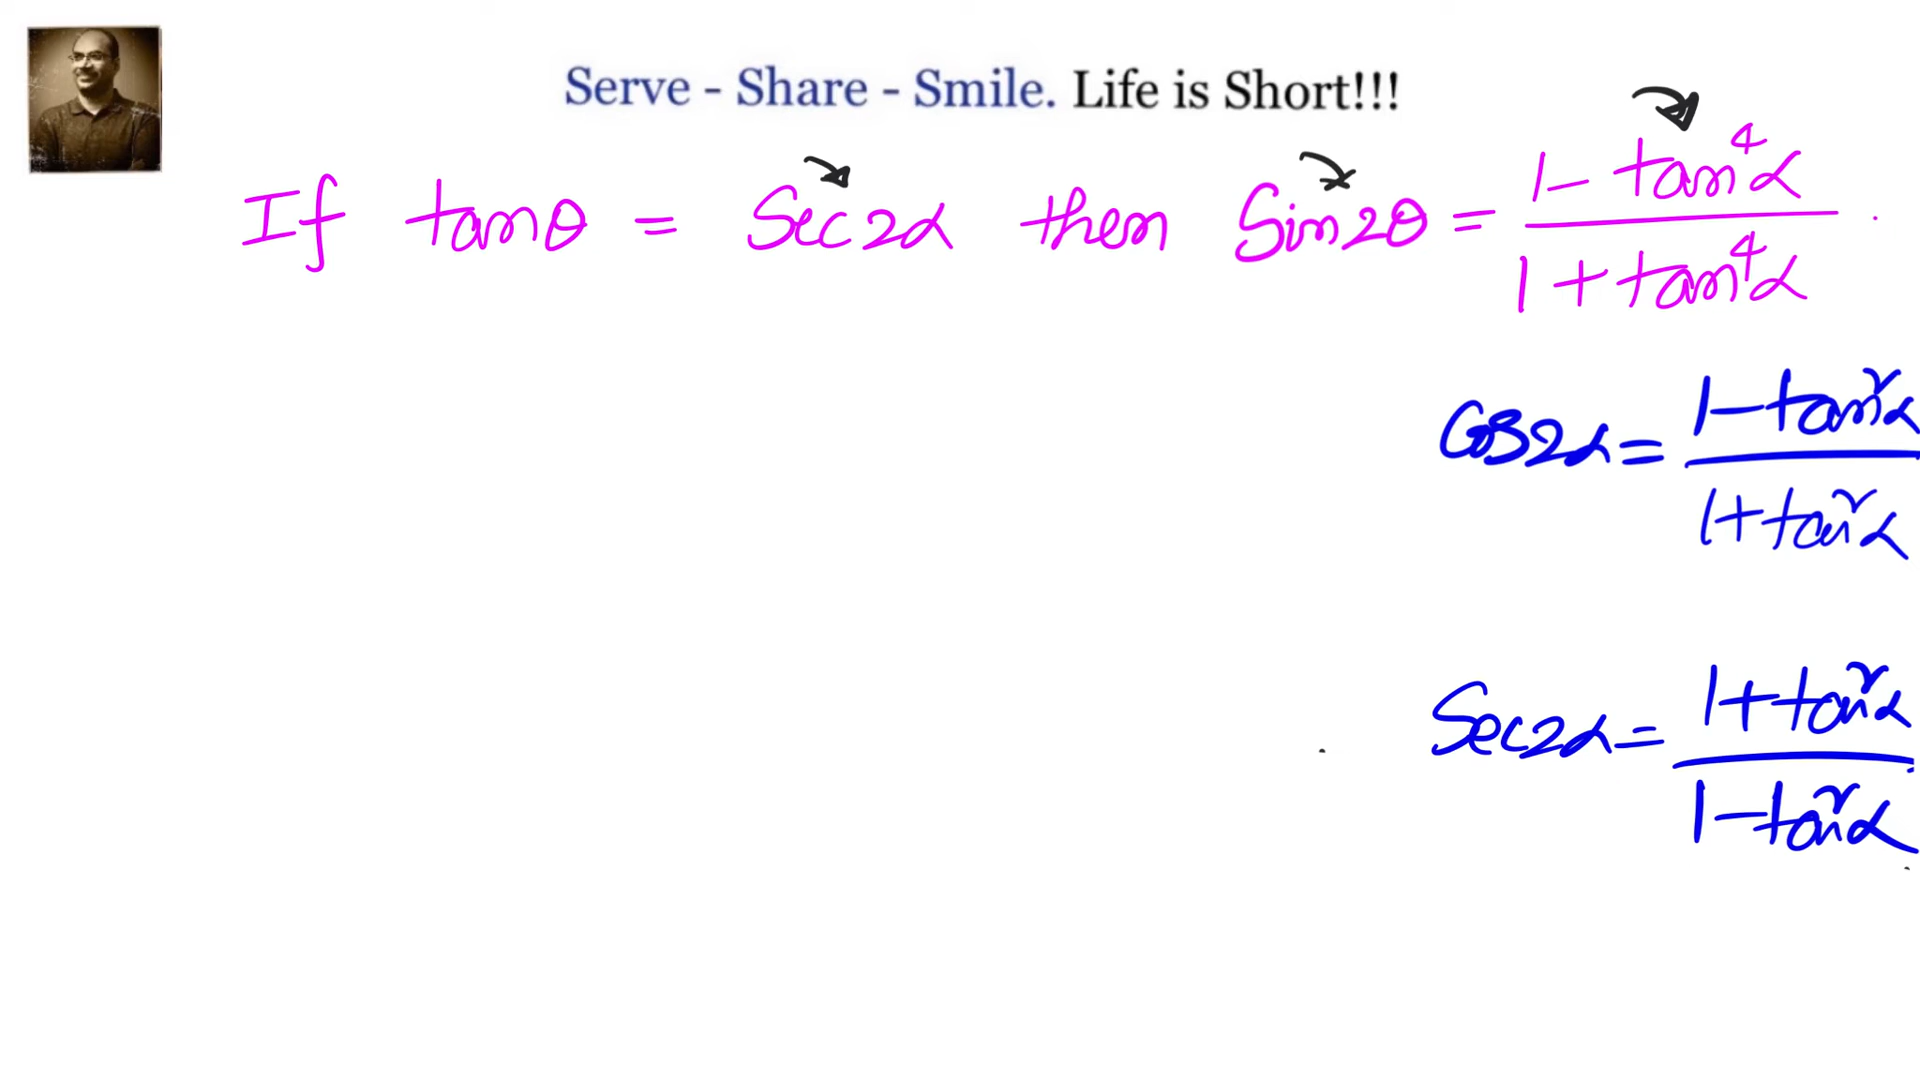 Serve - Share - Smile. Life is Short!!!
If tanθ = Sec2α then Sin2θ = (1 - tan⁴α)/(1 + tan⁴α)
Cos2α = (1 - tan²α)/(1 + tan²α)
Sec2α = (1 + tan²α)/(1 - tan²α)